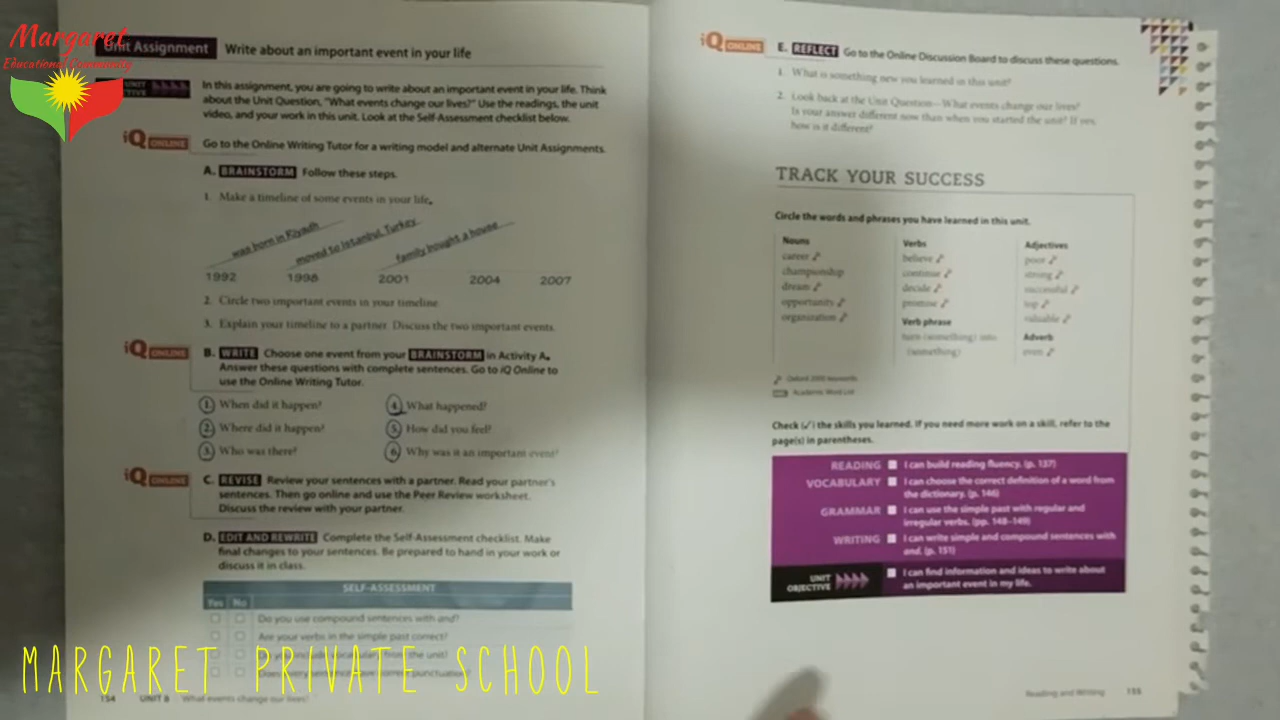 Margaret
Educational Community
Unit Assignment Write about an important event in your life
UNIT
In this assignment, you are going to write about an important event in your life. Think
about the Unit Question, "What events change our lives?" Use the readings, the unit
video, and your work in this unit. Look at the Self-Assessment checklist below.
iQ ONLINE
Go to the Online Writing Tutor for a writing model and alternate Unit Assignments.
A. BRAINSTORM Follow these steps.
1. Make a timeline of some events in your life.
was born in Riyadh
moved to Istanbul, Turkey
family bought a house
1992 1998 2001 2004 2007
2. Circle two important events in your timeline.
3. Explain your timeline to a partner. Discuss the two important events.
iQ ONLINE
B. WRITE Choose one event from your BRAINSTORM in Activity A.
Answer these questions with complete sentences. Go to iQ Online to
use the Online Writing Tutor.
1. When did it happen?
2. Where did it happen?
3. Who was there?
4. What happened?
5. How did you feel?
6. Why was it an important event?
iQ ONLINE
C. REVISE Review your sentences with a partner. Read your partner's
sentences. Then go online and use the Peer Review worksheet.
Discuss the review with your partner.
D. EDIT AND REWRITE Complete the Self-Assessment checklist. Make
final changes to your sentences. Be prepared to hand in your work or
discuss it in class.
SELF-ASSESSMENT
Yes No
Do you use compound sentences with and?
Are your verbs in the simple past correct?
the unit?
punctuation?
154 UNIT 8 What events change our lives?
iQ ONLINE
E. REFLECT Go to the Online Discussion Board to discuss these questions.
1. What is something new you learned in this unit?
2. Look back at the Unit Question—What events change our lives?
Is your answer different now than when you started the unit? If yes,
how is it different?
TRACK YOUR SUCCESS
Circle the words and phrases you have learned in this unit.
Nouns
career
championship
dream
opportunity
organization
Verbs
believe
continue
decide
promise
Verb phrase
turn (something) into
(something)
Adjectives
poor
strong
successful
top
valuable
Adverb
even
Oxford 2000 keywords
Academic Word List
Check (✓) the skills you learned. If you need more work on a skill, refer to the
page(s) in parentheses.
READING I can build reading fluency. (p. 137)
VOCABULARY I can choose the correct definition of a word from
the dictionary. (p. 146)
GRAMMAR I can use the simple past with regular and
irregular verbs. (pp. 148–149)
WRITING I can write simple and compound sentences with
and. (p. 151)
UNIT OBJECTIVE I can find information and ideas to write about
an important event in my life.
Reading and Writing 155
MARGARET PRIVATE SCHOOL